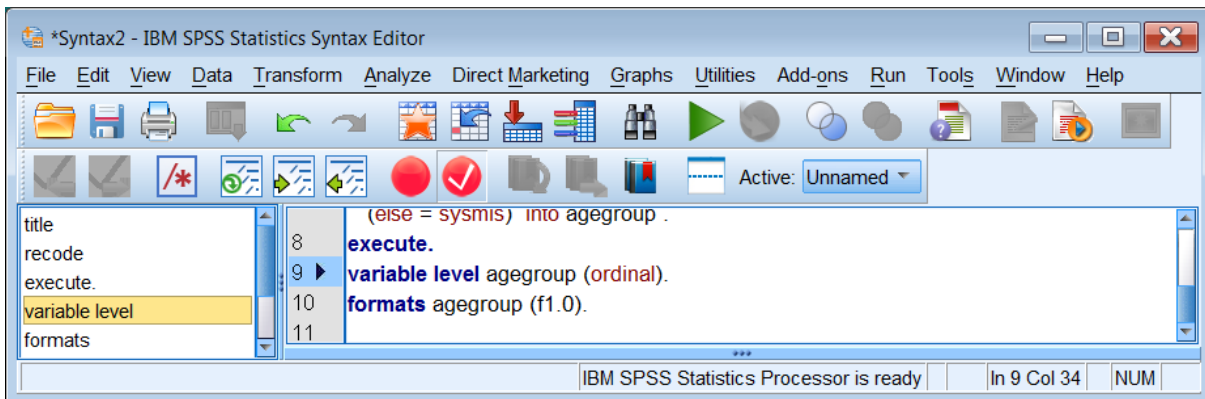 *Syntax2 - IBM SPSS Statistics Syntax Editor
File Edit View Data Transform Analyze Direct Marketing Graphs Utilities Add-ons Run Tools Window Help
/*
Active: Unnamed
title
recode
execute.
variable level
formats
(else = sysmis) into agegroup .
8 execute.
9 variable level agegroup (ordinal).
10 formats agegroup (f1.0).
11
IBM SPSS Statistics Processor is ready In 9 Col 34 NUM